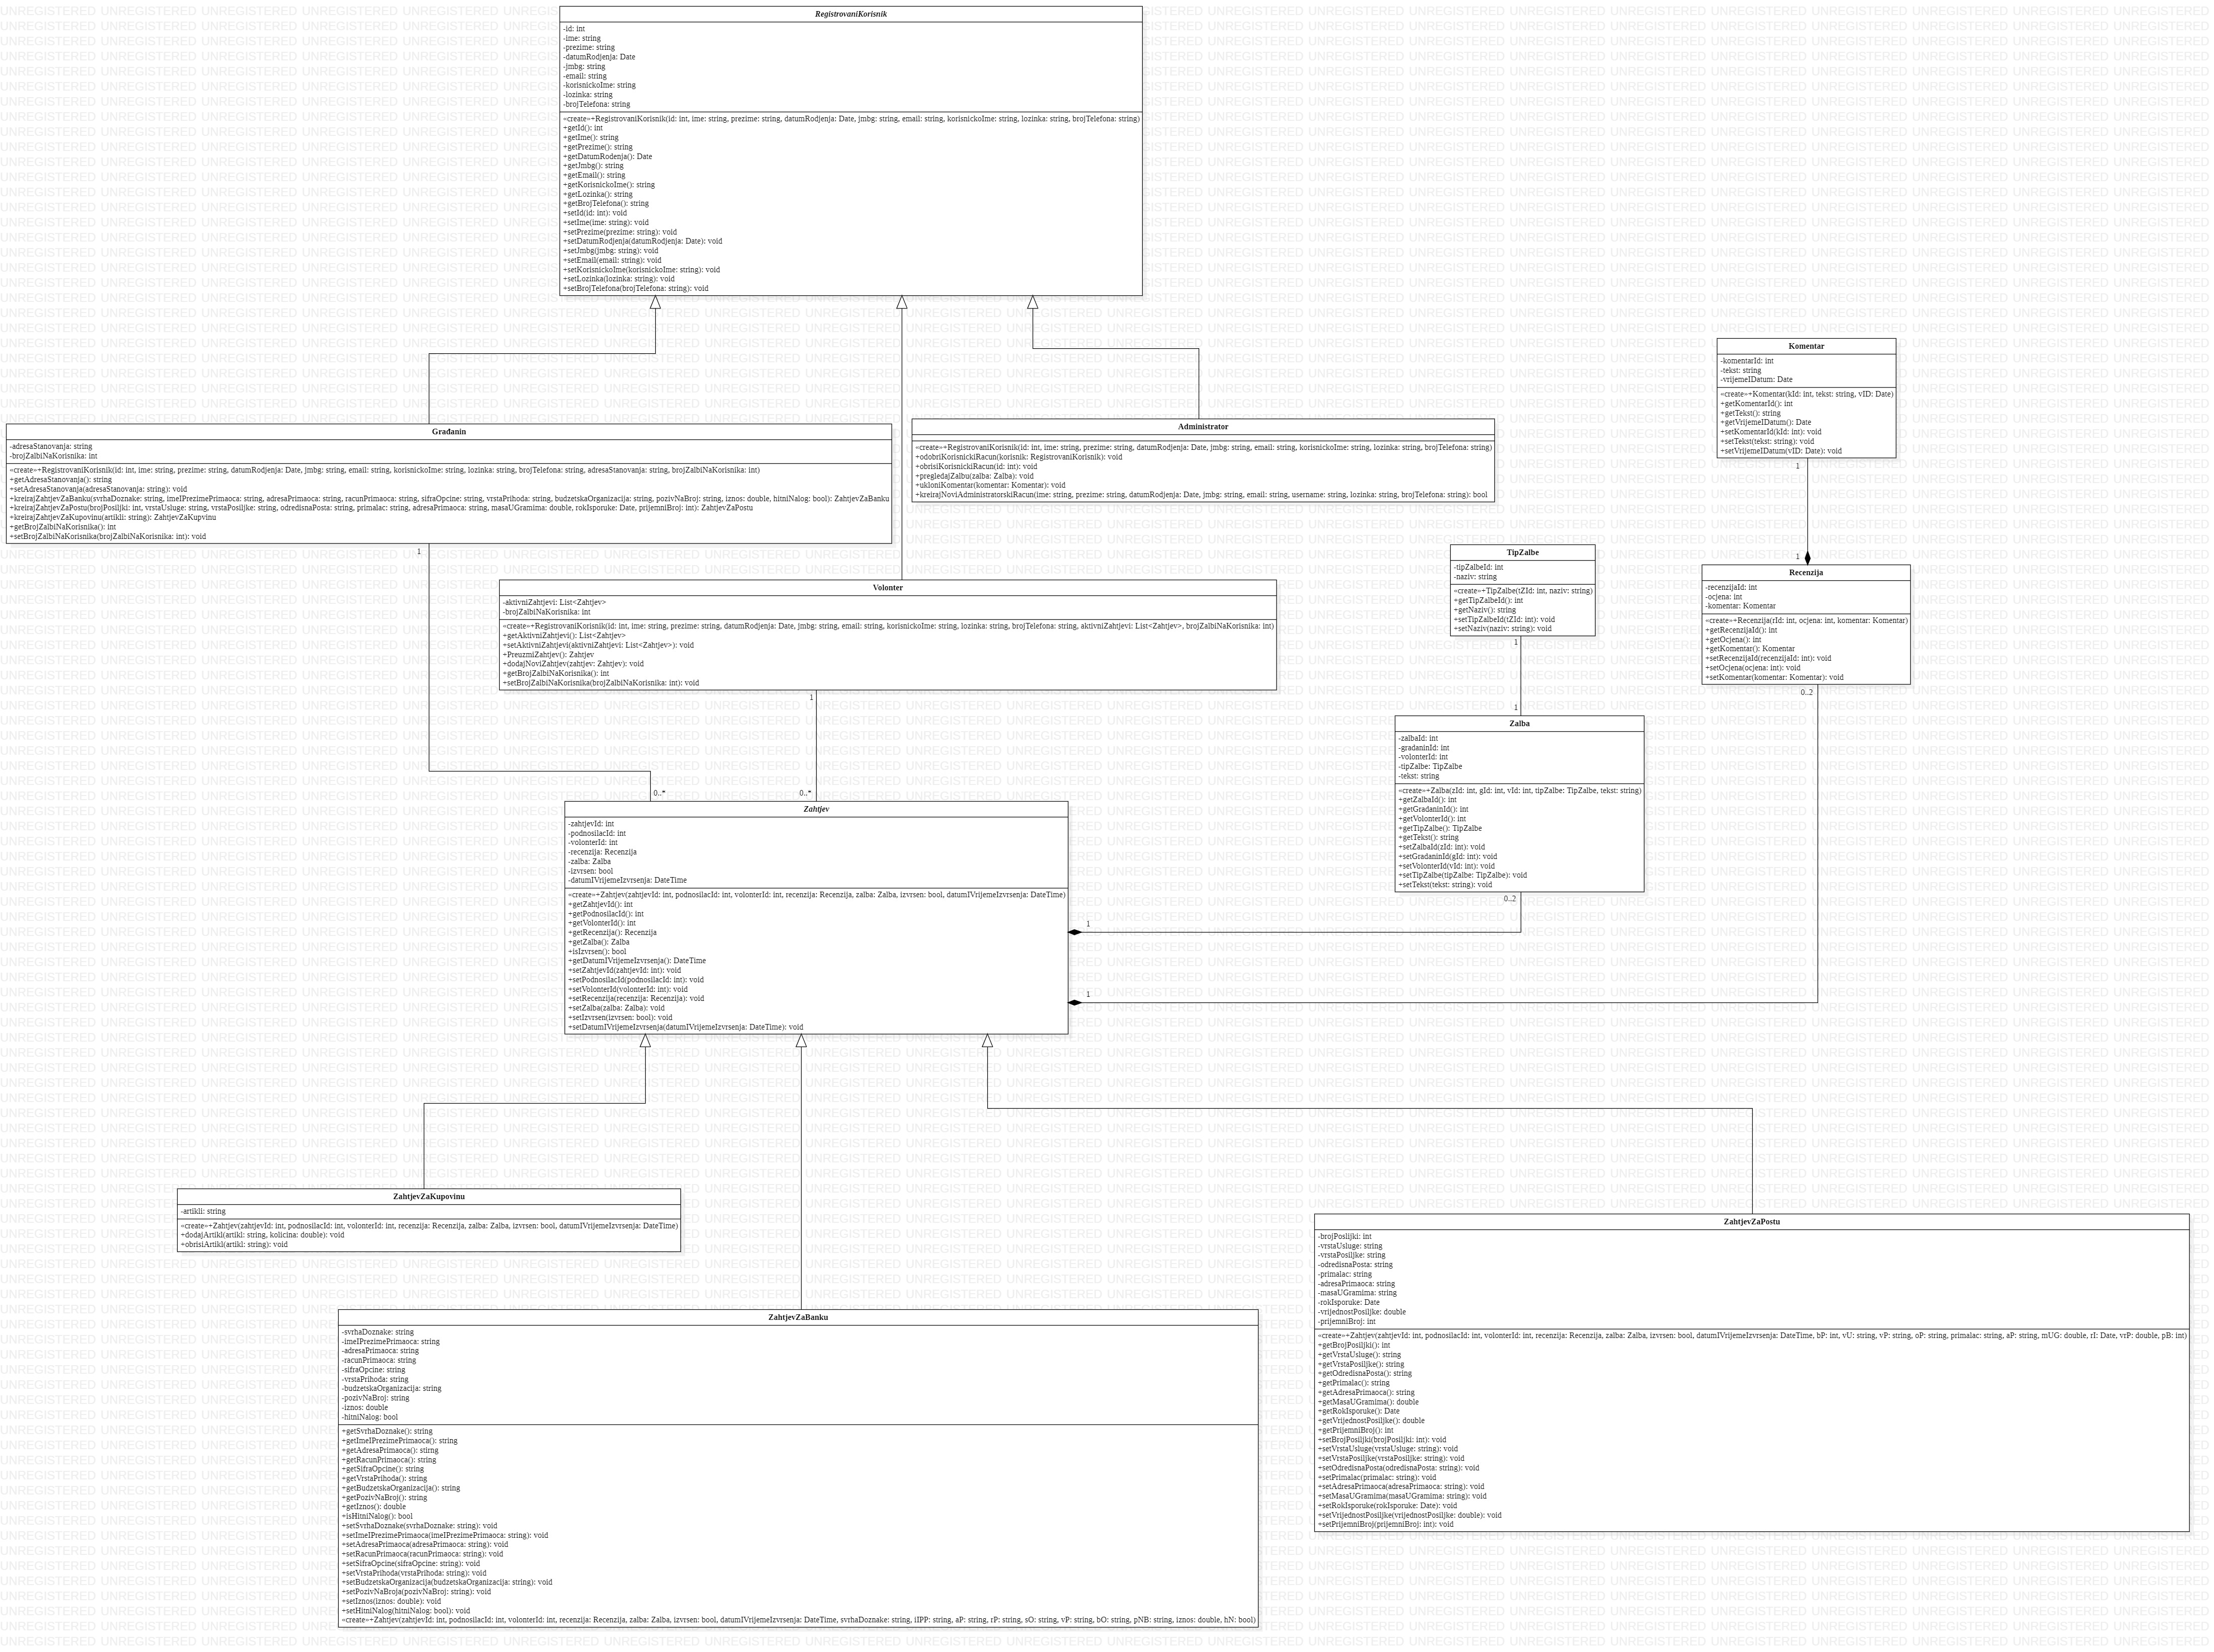 RegistrovaniKorisnik
-id: int
-ime: string
-prezime: string
-datumRodjenja: Date
-jmbg: string
-email: string
-korisnickoIme: string
-lozinka: string
-brojTelefona: string
«create»+RegistrovaniKorisnik(id: int, ime: string, prezime: string, datumRodjenja: Date, jmbg: string, email: string, korisnickoIme: string, lozinka: string, brojTelefona: string)
+getId(): int
+getIme(): string
+getPrezime(): string
+getDatumRodenja(): Date
+getJmbg(): string
+getEmail(): string
+getKorisnickoIme(): string
+getLozinka(): string
+getBrojTelefona(): string
+setId(id: int): void
+setIme(ime: string): void
+setPrezime(prezime: string): void
+setDatumRodjenja(datumRodjenja: Date): void
+setJmbg(jmbg: string): void
+setEmail(email: string): void
+setKorisnickoIme(korisnickoIme: string): void
+setLozinka(lozinka: string): void
+setBrojTelefona(brojTelefona: string): void
Komentar
-komentarId: int
-tekst: string
-vrijemeIDatum: Date
«create»+Komentar(kId: int, tekst: string, vID: Date)
+getKomentarId(): int
+getTekst(): string
+getVrijemeIDatum(): Date
+setKomentarId(kId: int): void
+setTekst(tekst: string): void
+setVrijemeIDatum(vID: Date): void
1
1
Građanin
-adresaStanovanja: string
-brojZalbiNaKorisnika: int
«create»+RegistrovaniKorisnik(id: int, ime: string, prezime: string, datumRodjenja: Date, jmbg: string, email: string, korisnickoIme: string, lozinka: string, brojTelefona: string, adresaStanovanja: string, brojZalbiNaKorisnika: int)
+getAdresaStanovanja(): string
+setAdresaStanovanja(adresaStanovanja: string): void
+kreirajZahtjevZaBanku(svrhaDoznake: string, imeIPrezimePrimaoca: string, adresaPrimaoca: string, racunPrimaoca: string, sifraOpcine: string, vrstaPrihoda: string, budzetskaOrganizacija: string, pozivNaBroj: string, iznos: double, hitniNalog: bool): ZahtjevZaBanku
+kreirajZahtjevZaPostu(brojPosiljki: int, vrstaUsluge: string, vrstaPosiljke: string, odredisnaPosta: string, primalac: string, adresaPrimaoca: string, masaUGramima: double, rokIsporuke: Date, prijemniBroj: int): ZahtjevZaPostu
+kreirajZahtjevZaKupovinu(artikli: string): ZahtjevZaKupvinu
+getBrojZalbiNaKorisnika(): int
+setBrojZalbiNaKorisnika(brojZalbiNaKorisnika: int): void
1
Administrator
«create»+RegistrovaniKorisnik(id: int, ime: string, prezime: string, datumRodjenja: Date, jmbg: string, email: string, korisnickoIme: string, lozinka: string, brojTelefona: string)
+odobriKorisnickiRacun(korisnik: RegistrovaniKorisnik): void
+obrisiKorisnickiRacun(id: int): void
+pregledajZalbu(zalba: Zalba): void
+ukloniKomentar(komentar: Komentar): void
+kreirajNoviAdministratorskiRacun(ime: string, prezime: string, datumRodjenja: Date, jmbg: string, email: string, username: string, lozinka: string, brojTelefona: string): bool
Volonter
-aktivniZahtjevi: List<Zahtjev>
-brojZalbiNaKorisnika: int
«create»+RegistrovaniKorisnik(id: int, ime: string, prezime: string, datumRodjenja: Date, jmbg: string, email: string, korisnickoIme: string, lozinka: string, brojTelefona: string, aktivniZahtjevi: List<Zahtjev>, brojZalbiNaKorisnika: int)
+getAktivniZahtjevi(): List<Zahtjev>
+setAktivniZahtjevi(aktivniZahtjevi: List<Zahtjev>): void
+PreuzmiZahtjev(): Zahtjev
+dodajNoviZahtjev(zahtjev: Zahtjev): void
+getBrojZalbiNaKorisnika(): int
+setBrojZalbiNaKorisnika(brojZalbiNaKorisnika: int): void
1
TipZalbe
-tipZalbeId: int
-naziv: string
«create»+TipZalbe(tZId: int, naziv: string)
+getTipZalbeId(): int
+getNaziv(): string
+setTipZalbeId(tZId: int): void
+setNaziv(naziv: string): void
1
1
Recenzija
-recenzijaId: int
-ocjena: int
-komentar: Komentar
«create»+Recenzija(rId: int, ocjena: int, komentar: Komentar)
+getRecenzijaId(): int
+getOcjena(): int
+getKomentar(): Komentar
+setRecenzijaId(recenzijaId: int): void
+setOcjena(ocjena: int): void
+setKomentar(komentar: Komentar): void
0..2
Zalba
-zalbaId: int
-gradaninId: int
-volonterId: int
-tipZalbe: TipZalbe
-tekst: string
«create»+Zalba(zId: int, gId: int, vId: int, tipZalbe: TipZalbe, tekst: string)
+getZalbaId(): int
+getGradaninId(): int
+getVolonterId(): int
+getTipZalbe(): TipZalbe
+getTekst(): string
+setZalbaId(zId: int): void
+setGradaninId(gId: int): void
+setVolonterId(vId: int): void
+setTipZalbe(tipZalbe: TipZalbe): void
+setTekst(tekst: string): void
0..2
0..*
0..*
Zahtjev
-zahtjevId: int
-podnosilacId: int
-volonterId: int
-recenzija: Recenzija
-zalba: Zalba
-izvrsen: bool
-datumIVrijemeIzvrsenja: DateTime
«create»+Zahtjev(zahtjevId: int, podnosilacId: int, volonterId: int, recenzija: Recenzija, zalba: Zalba, izvrsen: bool, datumIVrijemeIzvrsenja: DateTime)
+getZahtjevId(): int
+getPodnosilacId(): int
+getVolonterId(): int
+getRecenzija(): Recenzija
+getZalba(): Zalba
+isIzvrsen(): bool
+getDatumIVrijemeIzvrsenja(): DateTime
+setZahtjevId(zahtjevId: int): void
+setPodnosilacId(podnosilacId: int): void
+setVolonterId(volonterId: int): void
+setRecenzija(recenzija: Recenzija): void
+setZalba(zalba: Zalba): void
+setIzvrsen(izvrsen: bool): void
+setDatumIVrijemeIzvrsenja(datumIVrijemeIzvrsenja: DateTime): void
1
1
ZahtjevZaKupovinu
-artikli: string
«create»+Zahtjev(zahtjevId: int, podnosilacId: int, volonterId: int, recenzija: Recenzija, zalba: Zalba, izvrsen: bool, datumIVrijemeIzvrsenja: DateTime)
+dodajArtikl(artikl: string, kolicina: double): void
+obrisiArtikl(artikl: string): void
ZahtjevZaBanku
-svrhaDoznake: string
-imeIPrezimePrimaoca: string
-adresaPrimaoca: string
-racunPrimaoca: string
-sifraOpcine: string
-vrstaPrihoda: string
-budzetskaOrganizacija: string
-pozivNaBroj: string
-iznos: double
-hitniNalog: bool
+getSvrhaDoznake(): string
+getImeIPrezimePrimaoca(): string
+getAdresaPrimaoca(): stirng
+getRacunPrimaoca(): string
+getSifraOpcine(): string
+getVrstaPrihoda(): string
+getBudzetskaOrganizacija(): string
+getPozivNaBroj(): string
+getIznos(): double
+isHitniNalog(): bool
+setSvrhaDoznake(svrhaDoznake: string): void
+setImeIPrezimePrimaoca(imeIPrezimePrimaoca: string): void
+setAdresaPrimaoca(adresaPrimaoca: string): void
+setRacunPrimaoca(racunPrimaoca: string): void
+setSifraOpcine(sifraOpcine: string): void
+setVrstaPrihoda(vrstaPrihoda: string): void
+setBudzetskaOrganizacija(budzetskaOrganizacija: string): void
+setPozivNaBroja(pozivNaBroj: string): void
+setIznos(iznos: double): void
+setHitniNalog(hitniNalog: bool): void
«create»+Zahtjev(zahtjevId: int, podnosilacId: int, volonterId: int, recenzija: Recenzija, zalba: Zalba, izvrsen: bool, datumIVrijemeIzvrsenja: DateTime, svrhaDoznake: string, iIPP: string, aP: string, rP: string, sO: string, vP: string, bO: string, pNB: string, iznos: double, hN: bool)
ZahtjevZaPostu
-brojPoslijki: int
-vrstaUsluge: string
-vrstaPosiljke: string
-odredisnaPosta: string
-primalac: string
-adresaPrimaoca: string
-masaUGramima: string
-rokIsporuke: Date
-vrijednostPosiljke: double
-prijemniBroj: int
«create»+Zahtjev(zahtjevId: int, podnosilacId: int, volonterId: int, recenzija: Recenzija, zalba: Zalba, izvrsen: bool, datumIVrijemeIzvrsenja: DateTime, bP: int, vU: string, vP: string, oP: string, primalac: string, aP: string, mUG: double, rI: Date, vrP: double, pB: int)
+getBrojPosiljki(): int
+getVrstaUsluge(): string
+getVrstaPosiljke(): string
+getOdredisnaPosta(): string
+getPrimalac(): string
+getAdresaPrimaoca(): string
+getMasaUGramima(): double
+getRokIsporuke(): Date
+getVrijednostPosiljke(): double
+getPrijemniBroj(): int
+setBrojPosiljki(brojPosiljki: int): void
+setVrstaUsluge(vrstaUsluge: string): void
+setVrstaPosiljke(vrstaPosiljke: string): void
+setOdredisnaPosta(odredisnaPosta: string): void
+setPrimalac(primalac: string): void
+setAdresaPrimaoca(adresaPrimaoca: string): void
+setMasaUGramima(masaUGramima: string): void
+setRokIsporuke(rokIsporuke: Date): void
+setVrijednostPosiljke(vrijednostPosiljke: double): void
+setPrijemniBroj(prijemniBroj: int): void
UNREGISTERED